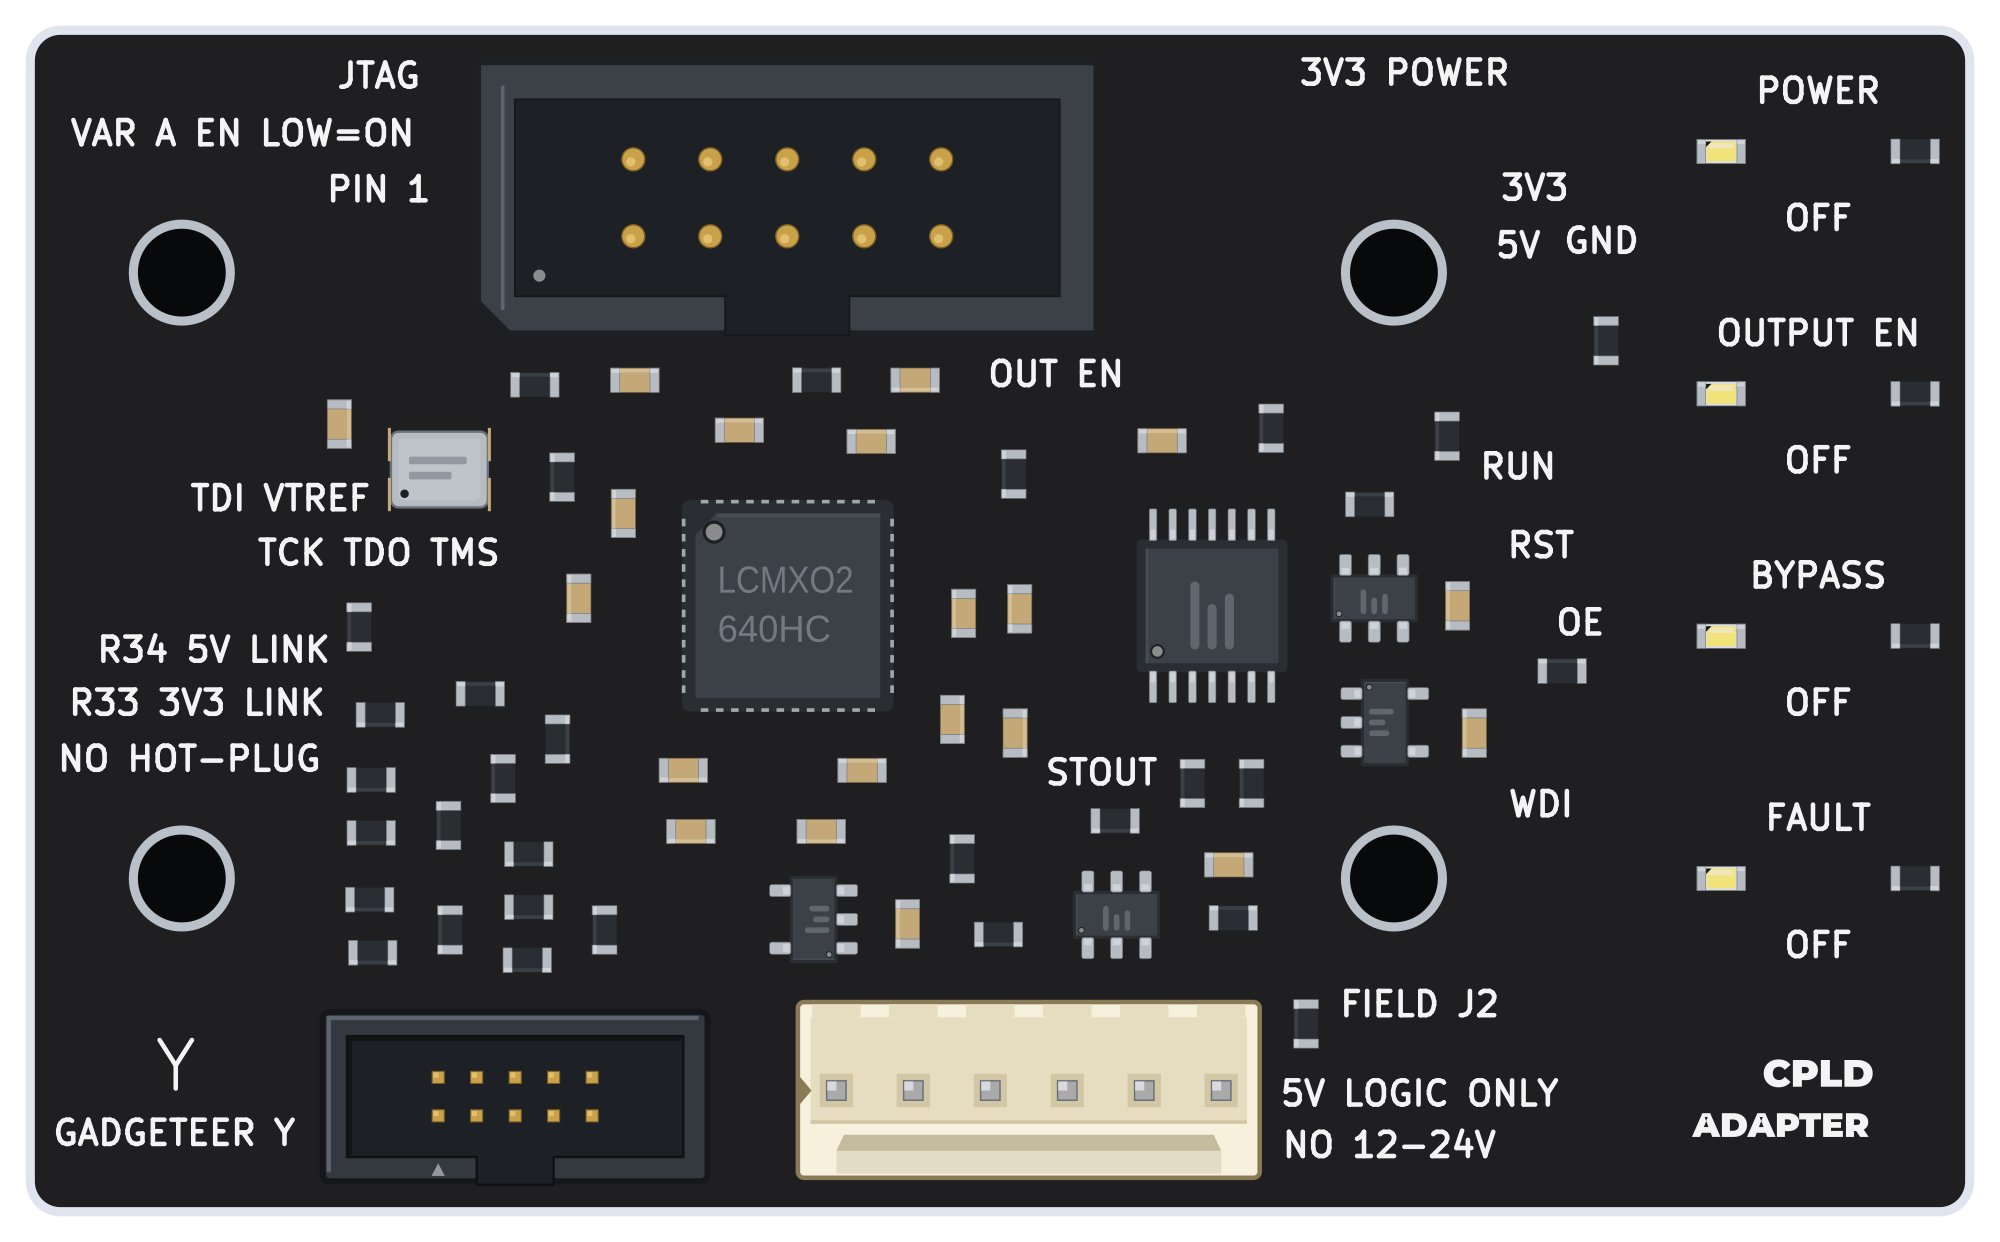 JTAG
VAR A EN LOW=ON
PIN 1
3V3 POWER
POWER
3V3
5V GND
OFF
OUTPUT EN
OUT EN
OFF
RUN
TDI VTREF
TCK TDO TMS
RST
LCMXO2
640HC
BYPASS
OE
R34 5V LINK
R33 3V3 LINK
NO HOT-PLUG
OFF
STOUT
WDI
FAULT
OFF
FIELD J2
5V LOGIC ONLY
NO 12-24V
CPLD
ADAPTER
Y
GADGETEER Y